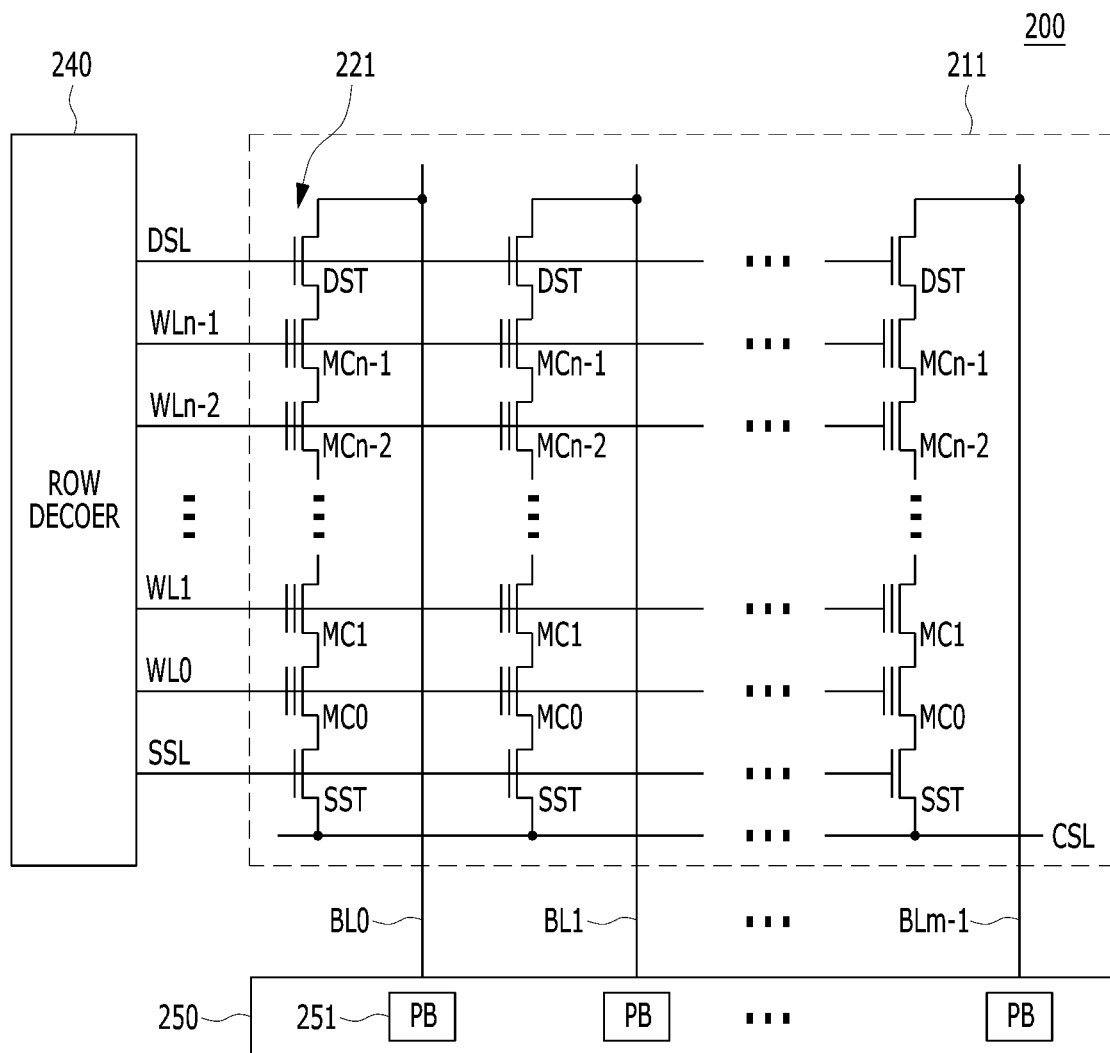 200
240
221
211
DSL
DST
DST
DST
WLn-1
MCn-1
MCn-1
MCn-1
WLn-2
MCn-2
MCn-2
MCn-2
ROW
DECOER
WL1
MC1
MC1
MC1
WL0
MC0
MC0
MC0
SSL
SST
SST
SST
CSL
BL0
BL1
BLm-1
250
251
PB
PB
PB